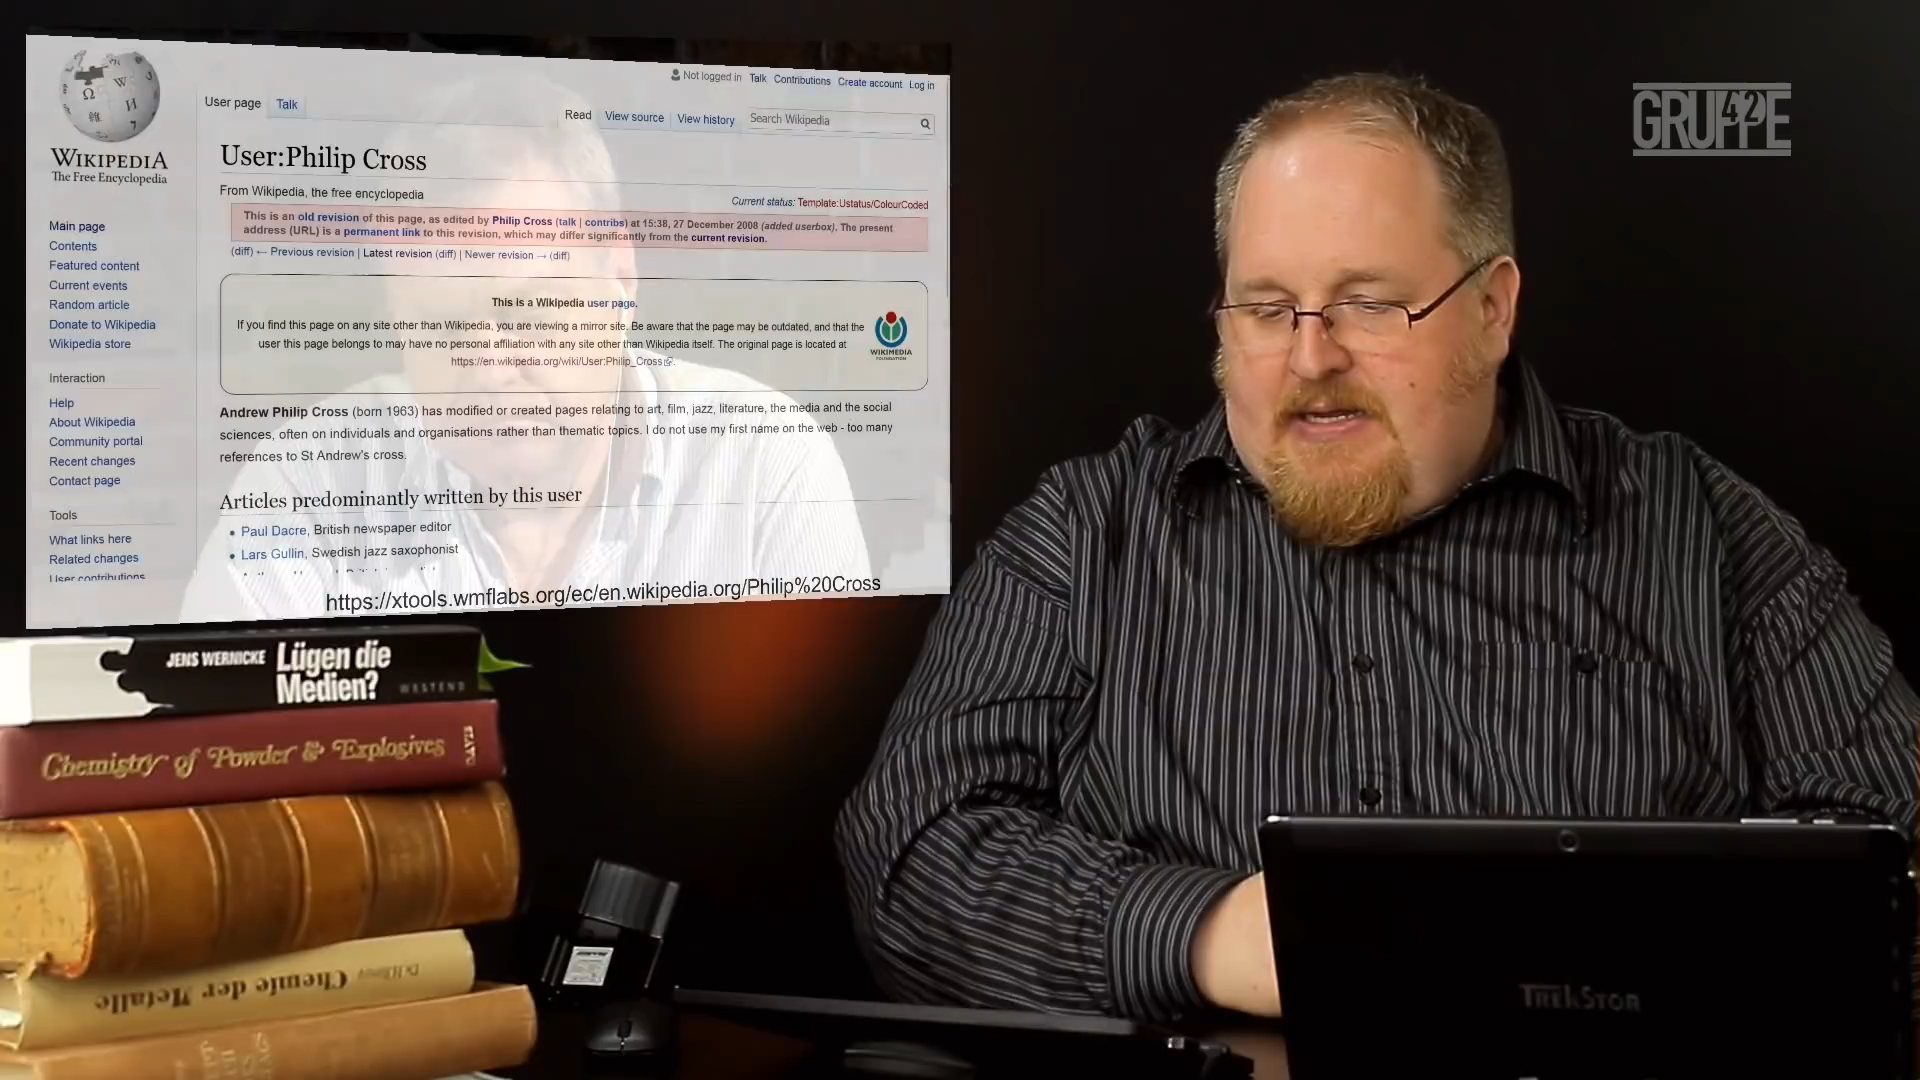 WIKIPEDIA
The Free Encyclopedia
Main page
Contents
Featured content
Current events
Random article
Donate to Wikipedia
Wikipedia store
Interaction
Help
About Wikipedia
Community portal
Recent changes
Contact page
Tools
What links here
Related changes
User contributions
Not logged in Talk Contributions Create account Log in
User page Talk
Read View source View history Search Wikipedia
User:Philip Cross
From Wikipedia, the free encyclopedia
Current status: Template:Ustatus/ColourCoded
This is an old revision of this page, as edited by Philip Cross (talk | contribs) at 15:38, 27 December 2008 (added userbox). The present
address (URL) is a permanent link to this revision, which may differ significantly from the current revision.
(diff) ← Previous revision | Latest revision (diff) | Newer revision → (diff)
This is a Wikipedia user page.
If you find this page on any site other than Wikipedia, you are viewing a mirror site. Be aware that the page may be outdated, and that the
user this page belongs to may have no personal affiliation with any site other than Wikipedia itself. The original page is located at
https://en.wikipedia.org/wiki/User:Philip_Cross.
WIKIMEDIA
FOUNDATION
Andrew Philip Cross (born 1963) has modified or created pages relating to art, film, jazz, literature, the media and the social
sciences, often on individuals and organisations rather than thematic topics. I do not use my first name on the web - too many
references to St Andrew's cross.
Articles predominantly written by this user
• Paul Dacre, British newspaper editor
• Lars Gullin, Swedish jazz saxophonist
https://xtools.wmflabs.org/ec/en.wikipedia.org/Philip%20Cross
GRUPPE
42
JENS WERNICKE Lügen die
Medien? WESTEND
Chemistry of Powder & Explosives DAVIS
Chemie der Metalle
TREKSTOR